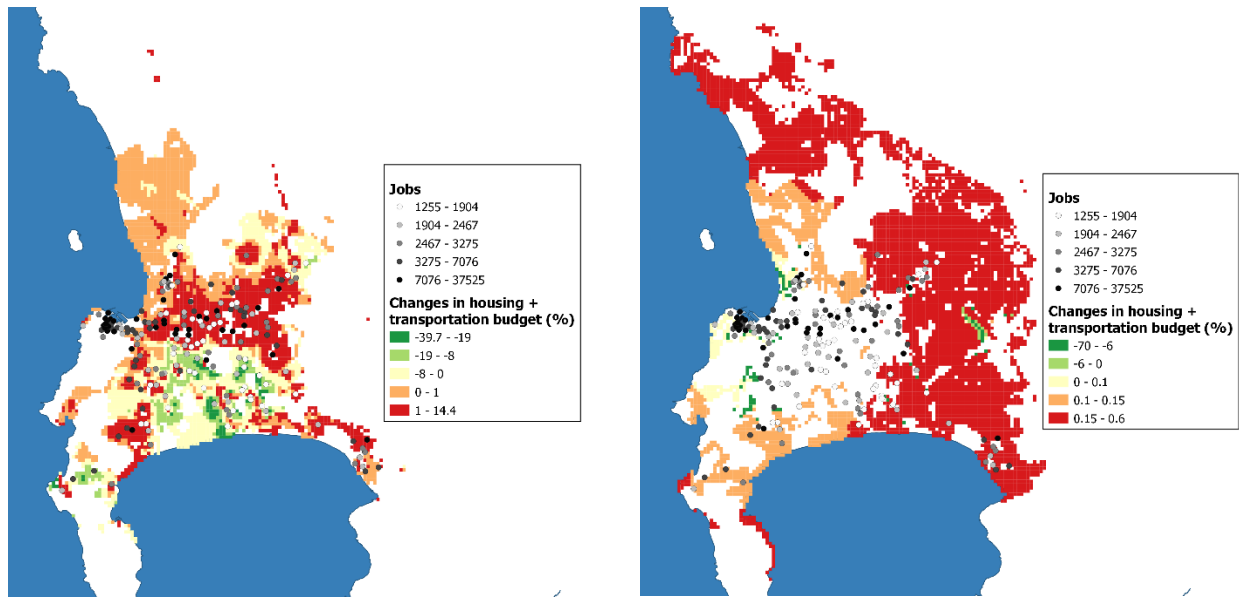 Jobs
1255 - 1904
1904 - 2467
2467 - 3275
3275 - 7076
7076 - 37525
Changes in housing +
transportation budget (%)
-39.7 - -19
-19 - -8
-8 - 0
0 - 1
1 - 14.4
Jobs
1255 - 1904
1904 - 2467
2467 - 3275
3275 - 7076
7076 - 37525
Changes in housing +
transportation budget (%)
-70 - -6
-6 - 0
0 - 0.1
0.1 - 0.15
0.15 - 0.6